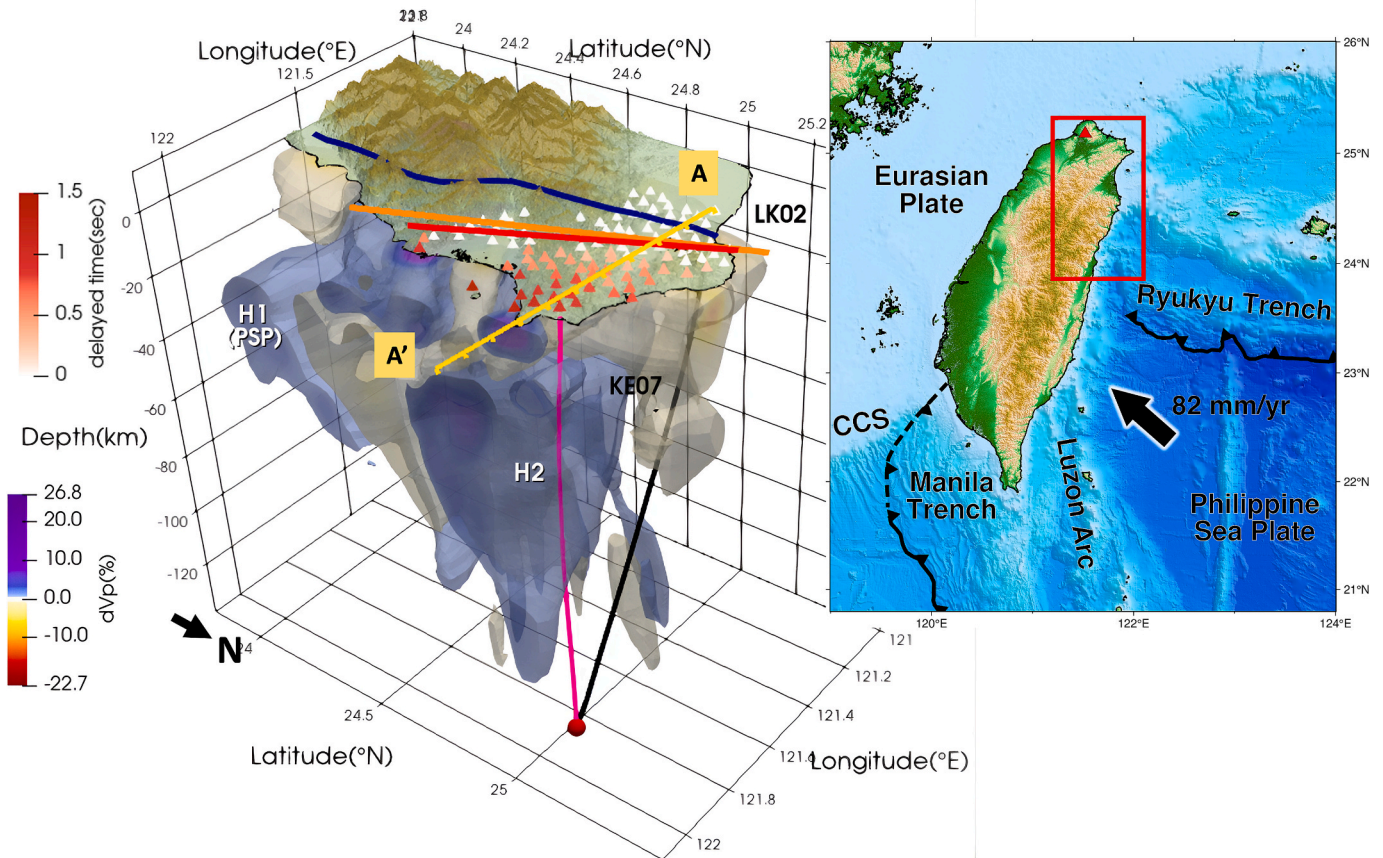 Longitude(°E)
Latitude(°N)
24
24.2
24.4
24.6
24.8
25
25.2
121.5
122
1.5
1
0.5
0
delayed time(sec)
0
-20
-40
-60
-80
-100
-120
Depth(km)
26.8
20.0
10.0
0.0
-10.0
-22.7
dVp(%)
A
LK02
H1
(PSP)
A'
KE07
H2
N
24.5
25
Latitude(°N)
121
121.2
121.4
121.8
122
Longitude(°E)
26°N
25°N
24°N
23°N
22°N
21°N
120°E
122°E
124°E
Eurasian
Plate
Ryukyu Trench
82 mm/yr
CCS
Manila
Trench
Luzon Arc
Philippine
Sea Plate